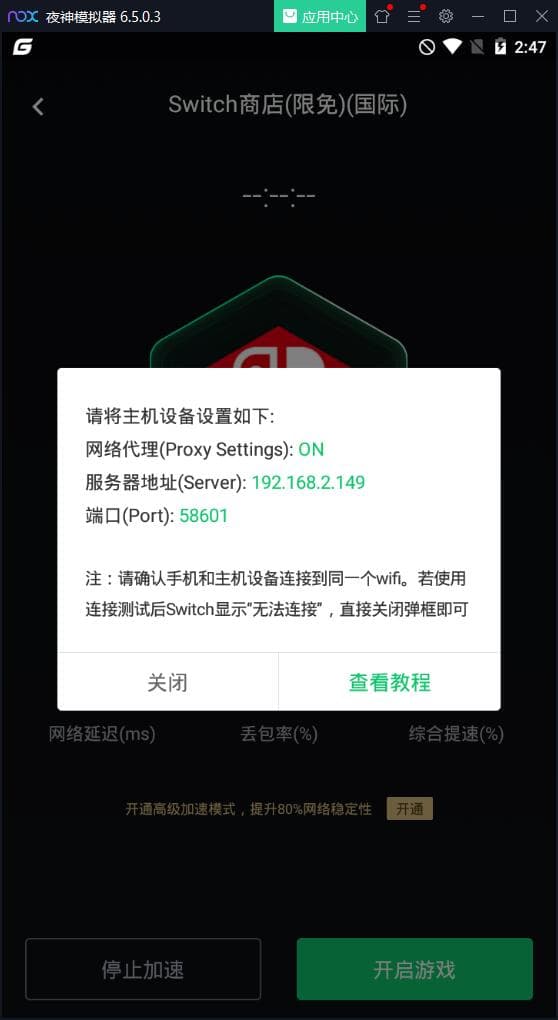 nox 夜神模拟器 6.5.0.3 应用中心
G 2:47
Switch商店(限免)(国际)
--:--:--
请将主机设备设置如下:
网络代理(Proxy Settings): ON
服务器地址(Server): 192.168.2.149
端口(Port): 58601
注：请确认手机和主机设备连接到同一个wifi。若使用
连接测试后Switch显示"无法连接"，直接关闭弹框即可
关闭 查看教程
网络延迟(ms) 丢包率(%) 综合提速(%)
开通高级加速模式，提升80%网络稳定性 开通
停止加速 开启游戏